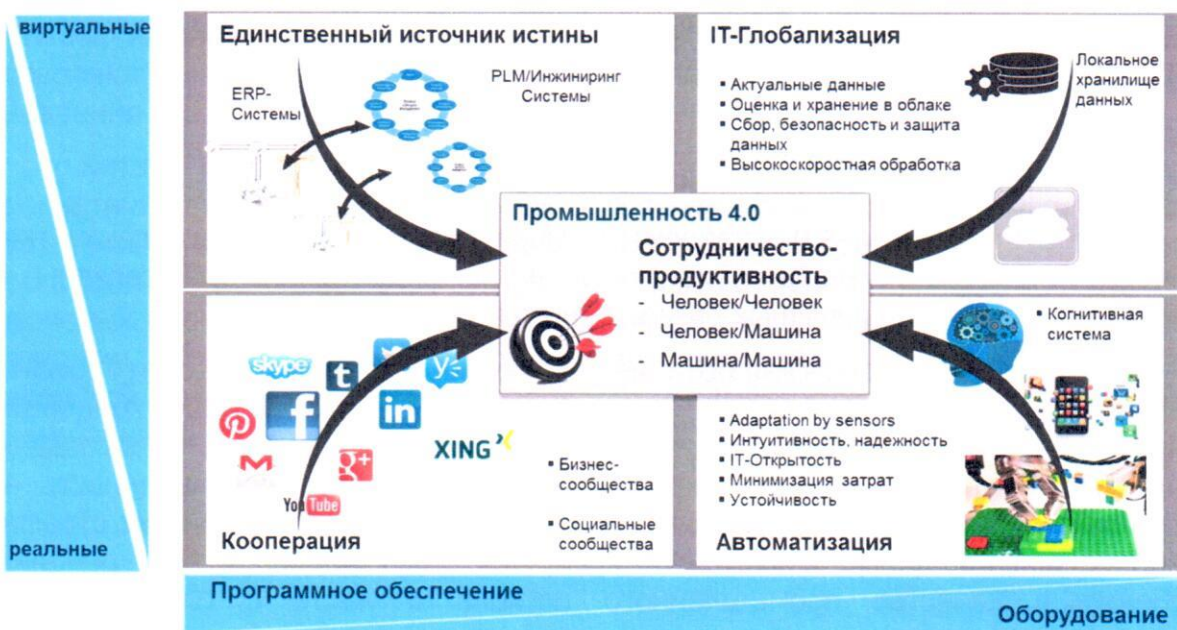 виртуальные
Единственный источник истины
ERP-
Системы
PLM/Инжиниринг
Системы
IT-Глобализация
▪ Актуальные данные
▪ Оценка и хранение в облаке
▪ Сбор, безопасность и защита
данных
▪ Высокоскоростная обработка
Локальное
хранилище
данных
Промышленность 4.0
Сотрудничество-
продуктивность
- Человек/Человек
- Человек/Машина
- Машина/Машина
skype
t
y
f
in
g+
XING
You Tube
▪ Бизнес-
сообщества
▪ Социальные
сообщества
Кооперация
▪ Когнитивная
система
▪ Adaptation by sensors
▪ Интуитивность, надежность
▪ IT-Открытость
▪ Минимизация затрат
▪ Устойчивость
Автоматизация
реальные
Программное обеспечение
Оборудование